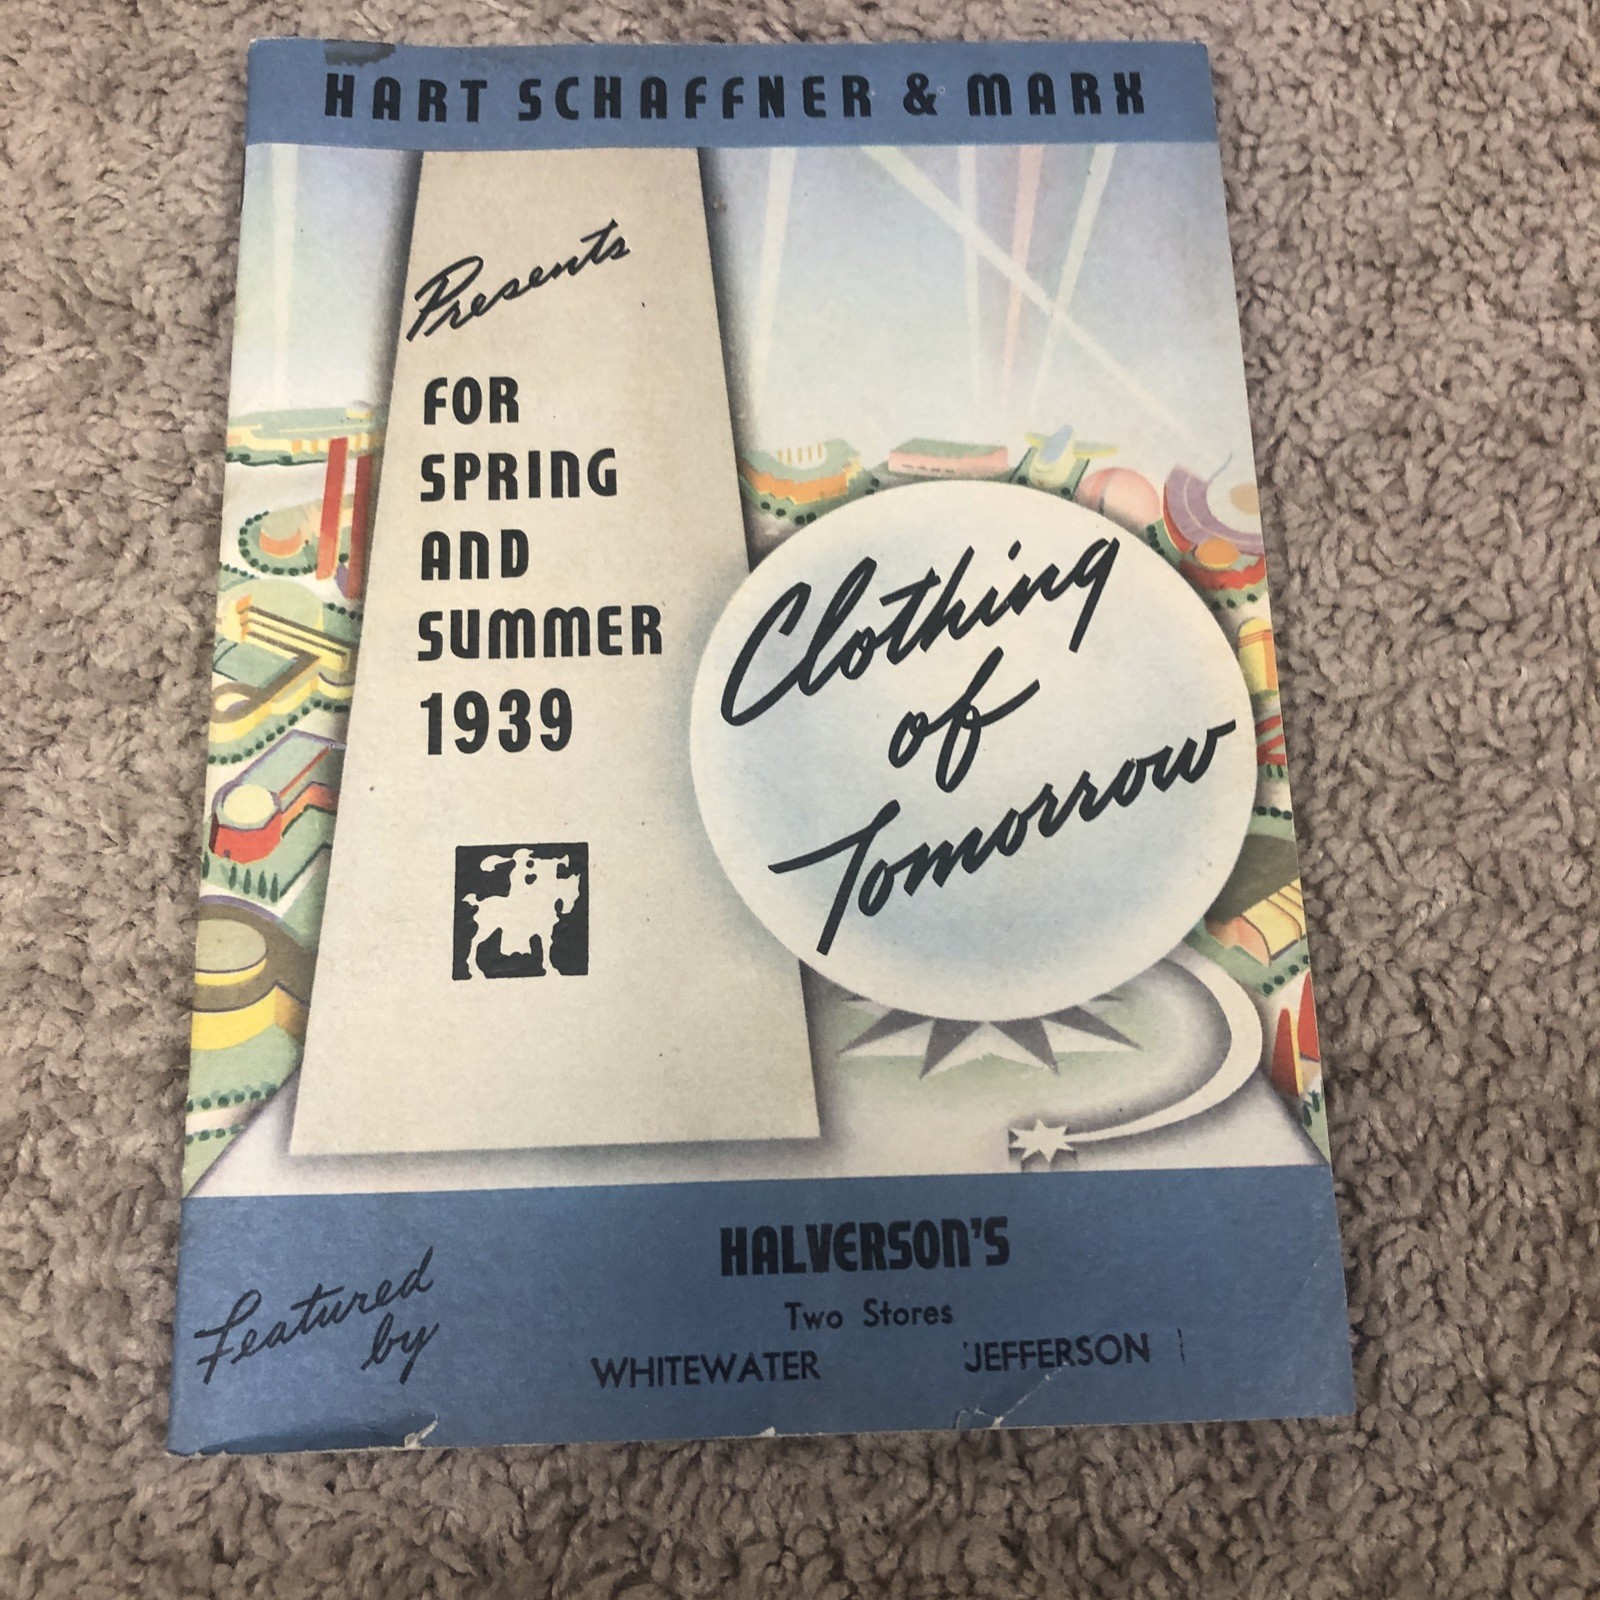 HART SCHAFFNER & MARX
Presents
FOR
SPRING
AND
SUMMER
1939
Clothing
of
Tomorrow
Featured
by
HALVERSON'S
Two Stores
WHITEWATER JEFFERSON